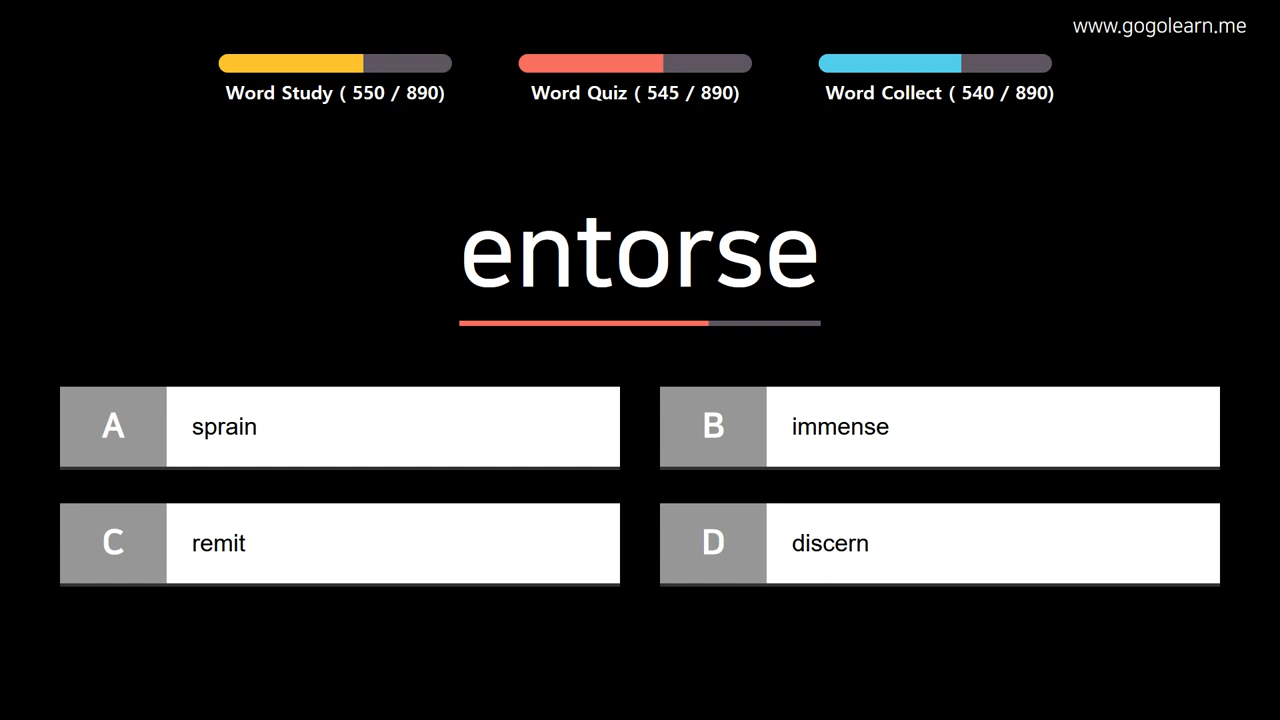 www.gogolearn.me
Word Study ( 550 / 890)
Word Quiz ( 545 / 890)
Word Collect ( 540 / 890)
entorse
A
sprain
B
immense
C
remit
D
discern